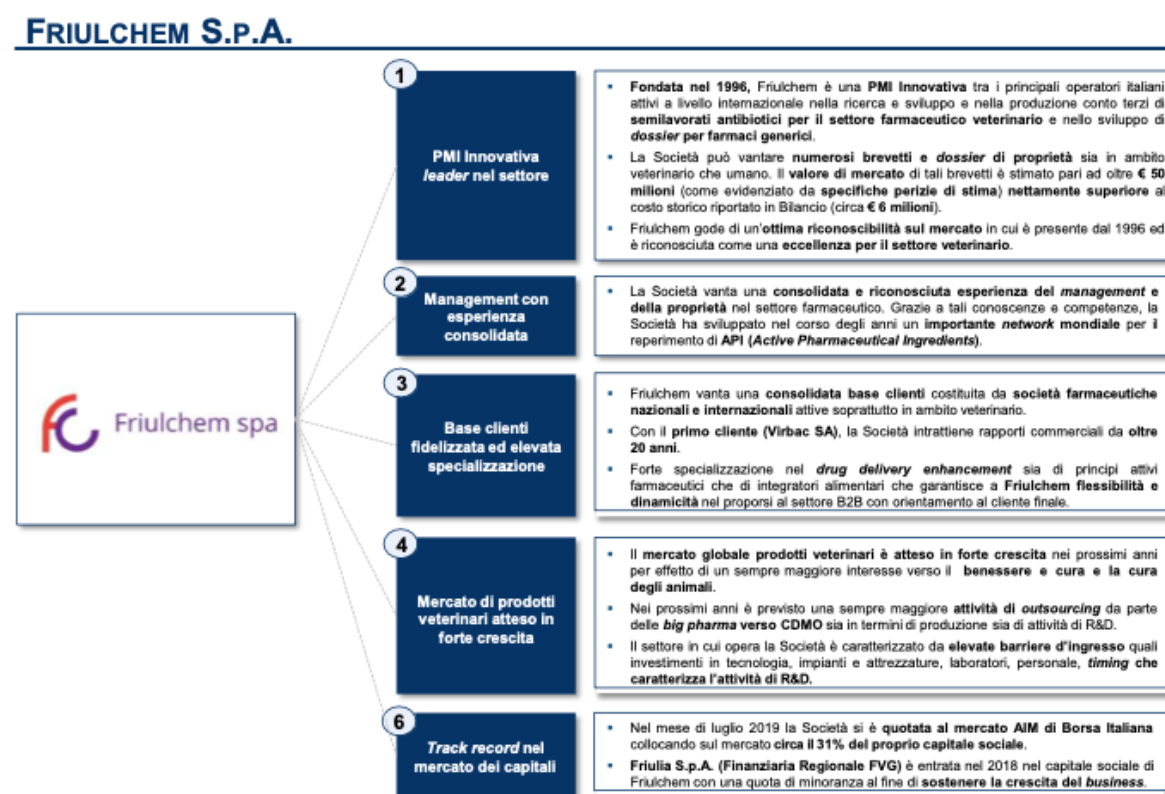 FRIULCHEM S.P.A.
1
PMI Innovativa
leader nel settore
▪ Fondata nel 1996, Friulchem è una PMI Innovativa tra i principali operatori italiani
attivi a livello internazionale nella ricerca e sviluppo e nella produzione conto terzi di
semilavorati antibiotici per il settore farmaceutico veterinario e nello sviluppo di
dossier per farmaci generici.
▪ La Società può vantare numerosi brevetti e dossier di proprietà sia in ambito
veterinario che umano. Il valore di mercato di tali brevetti è stimato pari ad oltre € 50
milioni (come evidenziato da specifiche perizie di stima) nettamente superiore al
costo storico riportato in Bilancio (circa € 6 milioni).
▪ Friulchem gode di un'ottima riconoscibilità sul mercato in cui è presente dal 1996 ed
è riconosciuta come una eccellenza per il settore veterinario.
2
Management con
esperienza
consolidata
▪ La Società vanta una consolidata e riconosciuta esperienza del management e
della proprietà nel settore farmaceutico. Grazie a tali conoscenze e competenze, la
Società ha sviluppato nel corso degli anni un importante network mondiale per il
reperimento di API (Active Pharmaceutical Ingredients).
Friulchem spa
3
Base clienti
fidelizzata ed elevata
specializzazione
▪ Friulchem vanta una consolidata base clienti costituita da società farmaceutiche
nazionali e internazionali attive soprattutto in ambito veterinario.
▪ Con il primo cliente (Virbac SA), la Società intrattiene rapporti commerciali da oltre
20 anni.
▪ Forte specializzazione nel drug delivery enhancement sia di principi attivi
farmaceutici che di integratori alimentari che garantisce a Friulchem flessibilità e
dinamicità nel proporsi al settore B2B con orientamento al cliente finale.
4
Mercato di prodotti
veterinari atteso in
forte crescita
▪ Il mercato globale prodotti veterinari è atteso in forte crescita nei prossimi anni
per effetto di un sempre maggiore interesse verso il benessere e cura e la cura
degli animali.
▪ Nei prossimi anni è previsto una sempre maggiore attività di outsourcing da parte
delle big pharma verso CDMO sia in termini di produzione sia di attività di R&D.
▪ Il settore in cui opera la Società è caratterizzato da elevate barriere d'ingresso quali
investimenti in tecnologia, impianti e attrezzature, laboratori, personale, timing che
caratterizza l'attività di R&D.
6
Track record nel
mercato dei capitali
▪ Nel mese di luglio 2019 la Società si è quotata al mercato AIM di Borsa Italiana
collocando sul mercato circa il 31% del proprio capitale sociale.
▪ Friulia S.p.A. (Finanziaria Regionale FVG) è entrata nel 2018 nel capitale sociale di
Friulchem con una quota di minoranza al fine di sostenere la crescita del business.